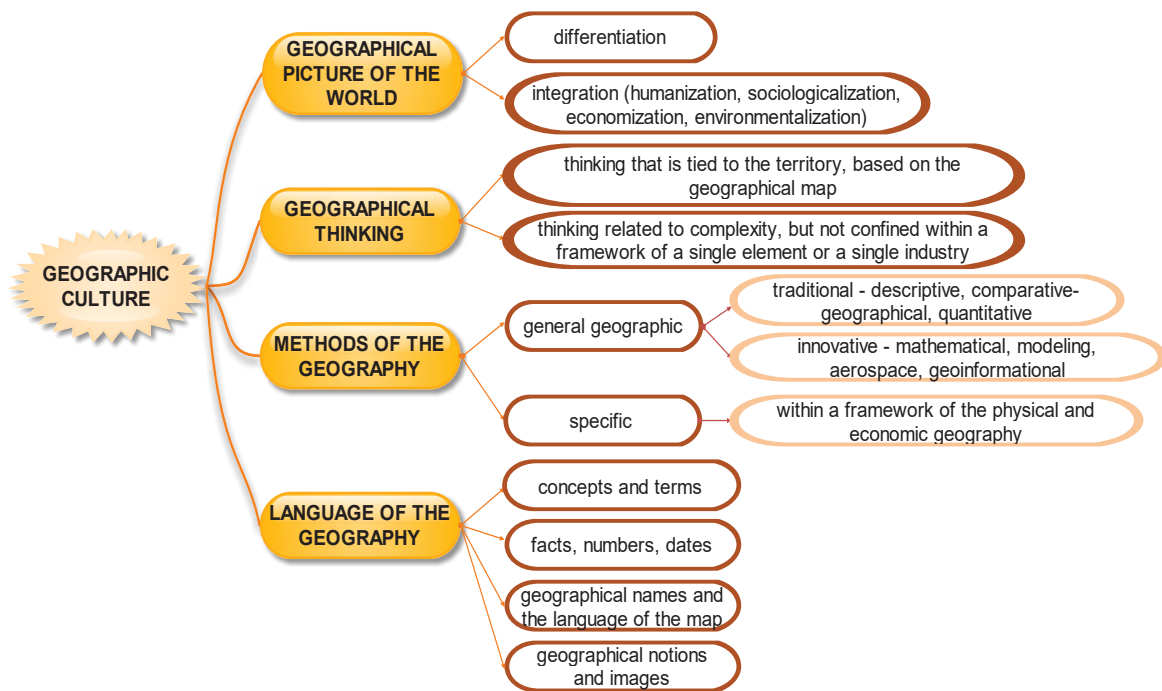 GEOGRAPHIC
CULTURE
GEOGRAPHICAL
PICTURE OF THE
WORLD
differentiation
integration (humanization, sociologicalization,
economization, environmentalization)
GEOGRAPHICAL
THINKING
thinking that is tied to the territory, based on the
geographical map
thinking related to complexity, but not confined within a
framework of a single element or a single industry
METHODS OF THE
GEOGRAPHY
general geographic
traditional - descriptive, comparative-
geographical, quantitative
innovative - mathematical, modeling,
aerospace, geoinformational
specific
within a framework of the physical and
economic geography
LANGUAGE OF THE
GEOGRAPHY
concepts and terms
facts, numbers, dates
geographical names and
the language of the map
geographical notions
and images